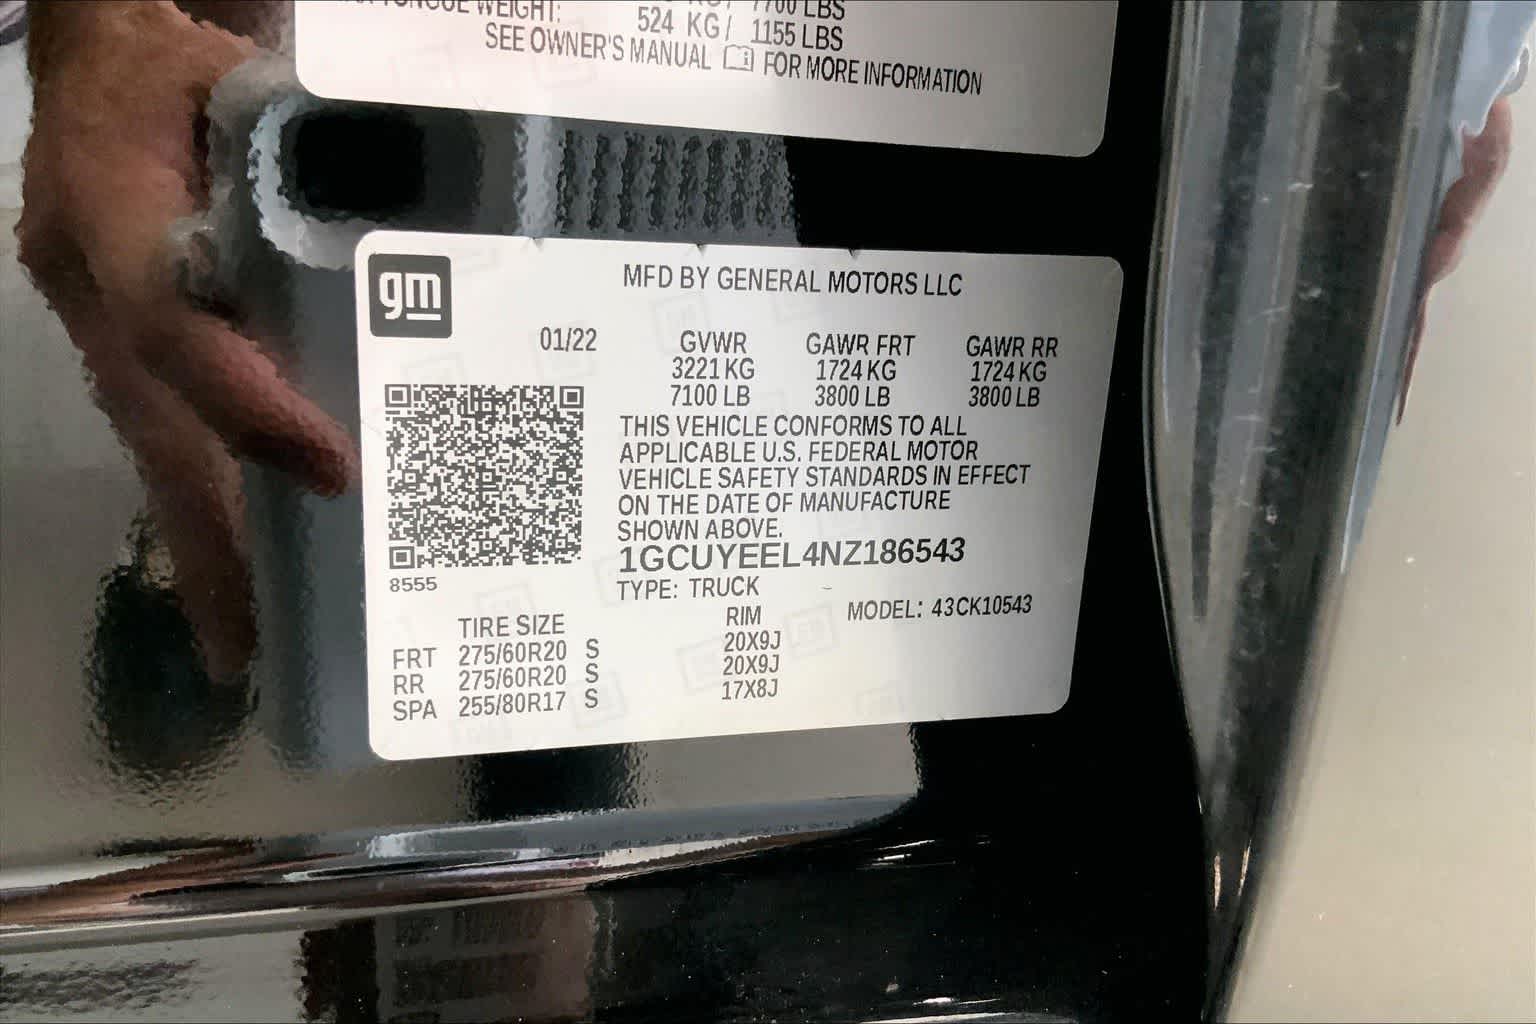 TONGUE WEIGHT: 7700 LBS
524 KG / 1155 LBS
SEE OWNER'S MANUAL FOR MORE INFORMATION
gm
MFD BY GENERAL MOTORS LLC
01/22 GVWR GAWR FRT GAWR RR
3221 KG 1724 KG 1724 KG
7100 LB 3800 LB 3800 LB
THIS VEHICLE CONFORMS TO ALL
APPLICABLE U.S. FEDERAL MOTOR
VEHICLE SAFETY STANDARDS IN EFFECT
ON THE DATE OF MANUFACTURE
SHOWN ABOVE.
1GCUYEEL4NZ186543
8555
TYPE: TRUCK MODEL: 43CK10543
TIRE SIZE RIM
FRT 275/60R20 S 20X9J
RR 275/60R20 S 20X9J
SPA 255/80R17 S 17X8J